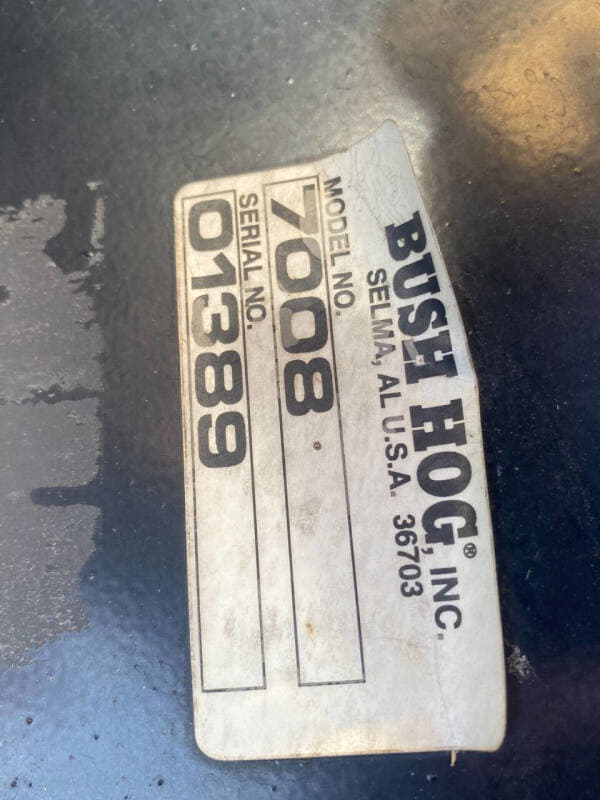 BUSH HOG®, INC.
SELMA, AL U.S.A. 36703
MODEL NO.
7008
SERIAL NO.
01389